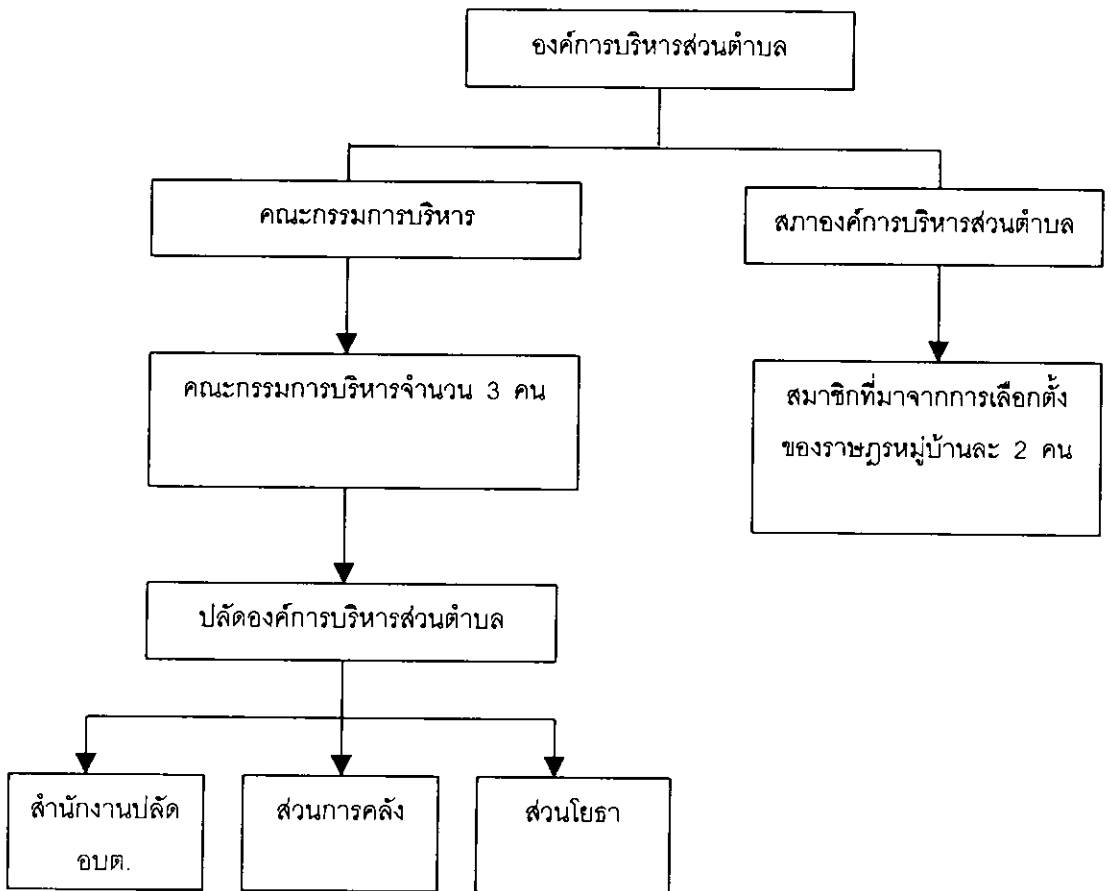 องค์การบริหารส่วนตำบล
คณะกรรมการบริหาร
สภาองค์การบริหารส่วนตำบล
คณะกรรมการบริหารจำนวน 3 คน
สมาชิกที่มาจากการเลือกตั้ง
ของราษฎรหมู่บ้านละ 2 คน
ปลัดองค์การบริหารส่วนตำบล
สำนักงานปลัด
อบต.
ส่วนการคลัง
ส่วนโยธา